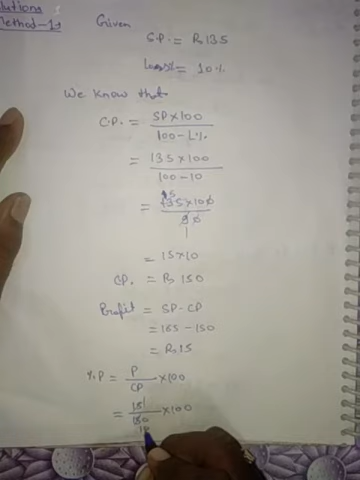 lutions :
Method-1:
Given
S.P. = Rs 135
Loss% = 10%
We know that
C.P. = SP×100 / 100-L%
= 135×100 / 100-10
= 135×100 / 90
= 15×10
CP. = Rs 150
Profit = SP-CP
= 165-150
= Rs 15
%P = P / CP ×100
= 15 / 150 ×100